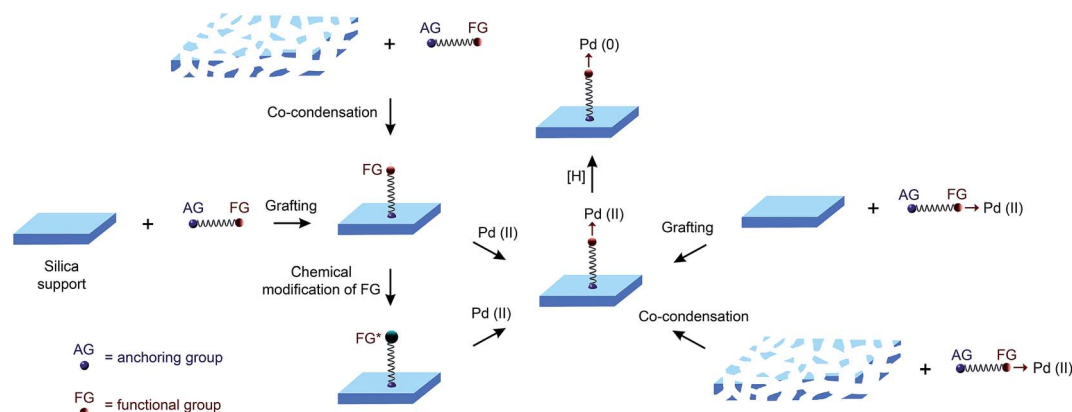 AG FG
+
Co-condensation
Pd (0)
FG
[H]
AG FG
+
Grafting
Silica
support
Pd (II)
Pd (II)
AG FG
+
→ Pd (II)
Grafting
Chemical
modification of FG
Pd (II)
Co-condensation
FG*
AG FG
+
→ Pd (II)
AG = anchoring group
FG = functional group